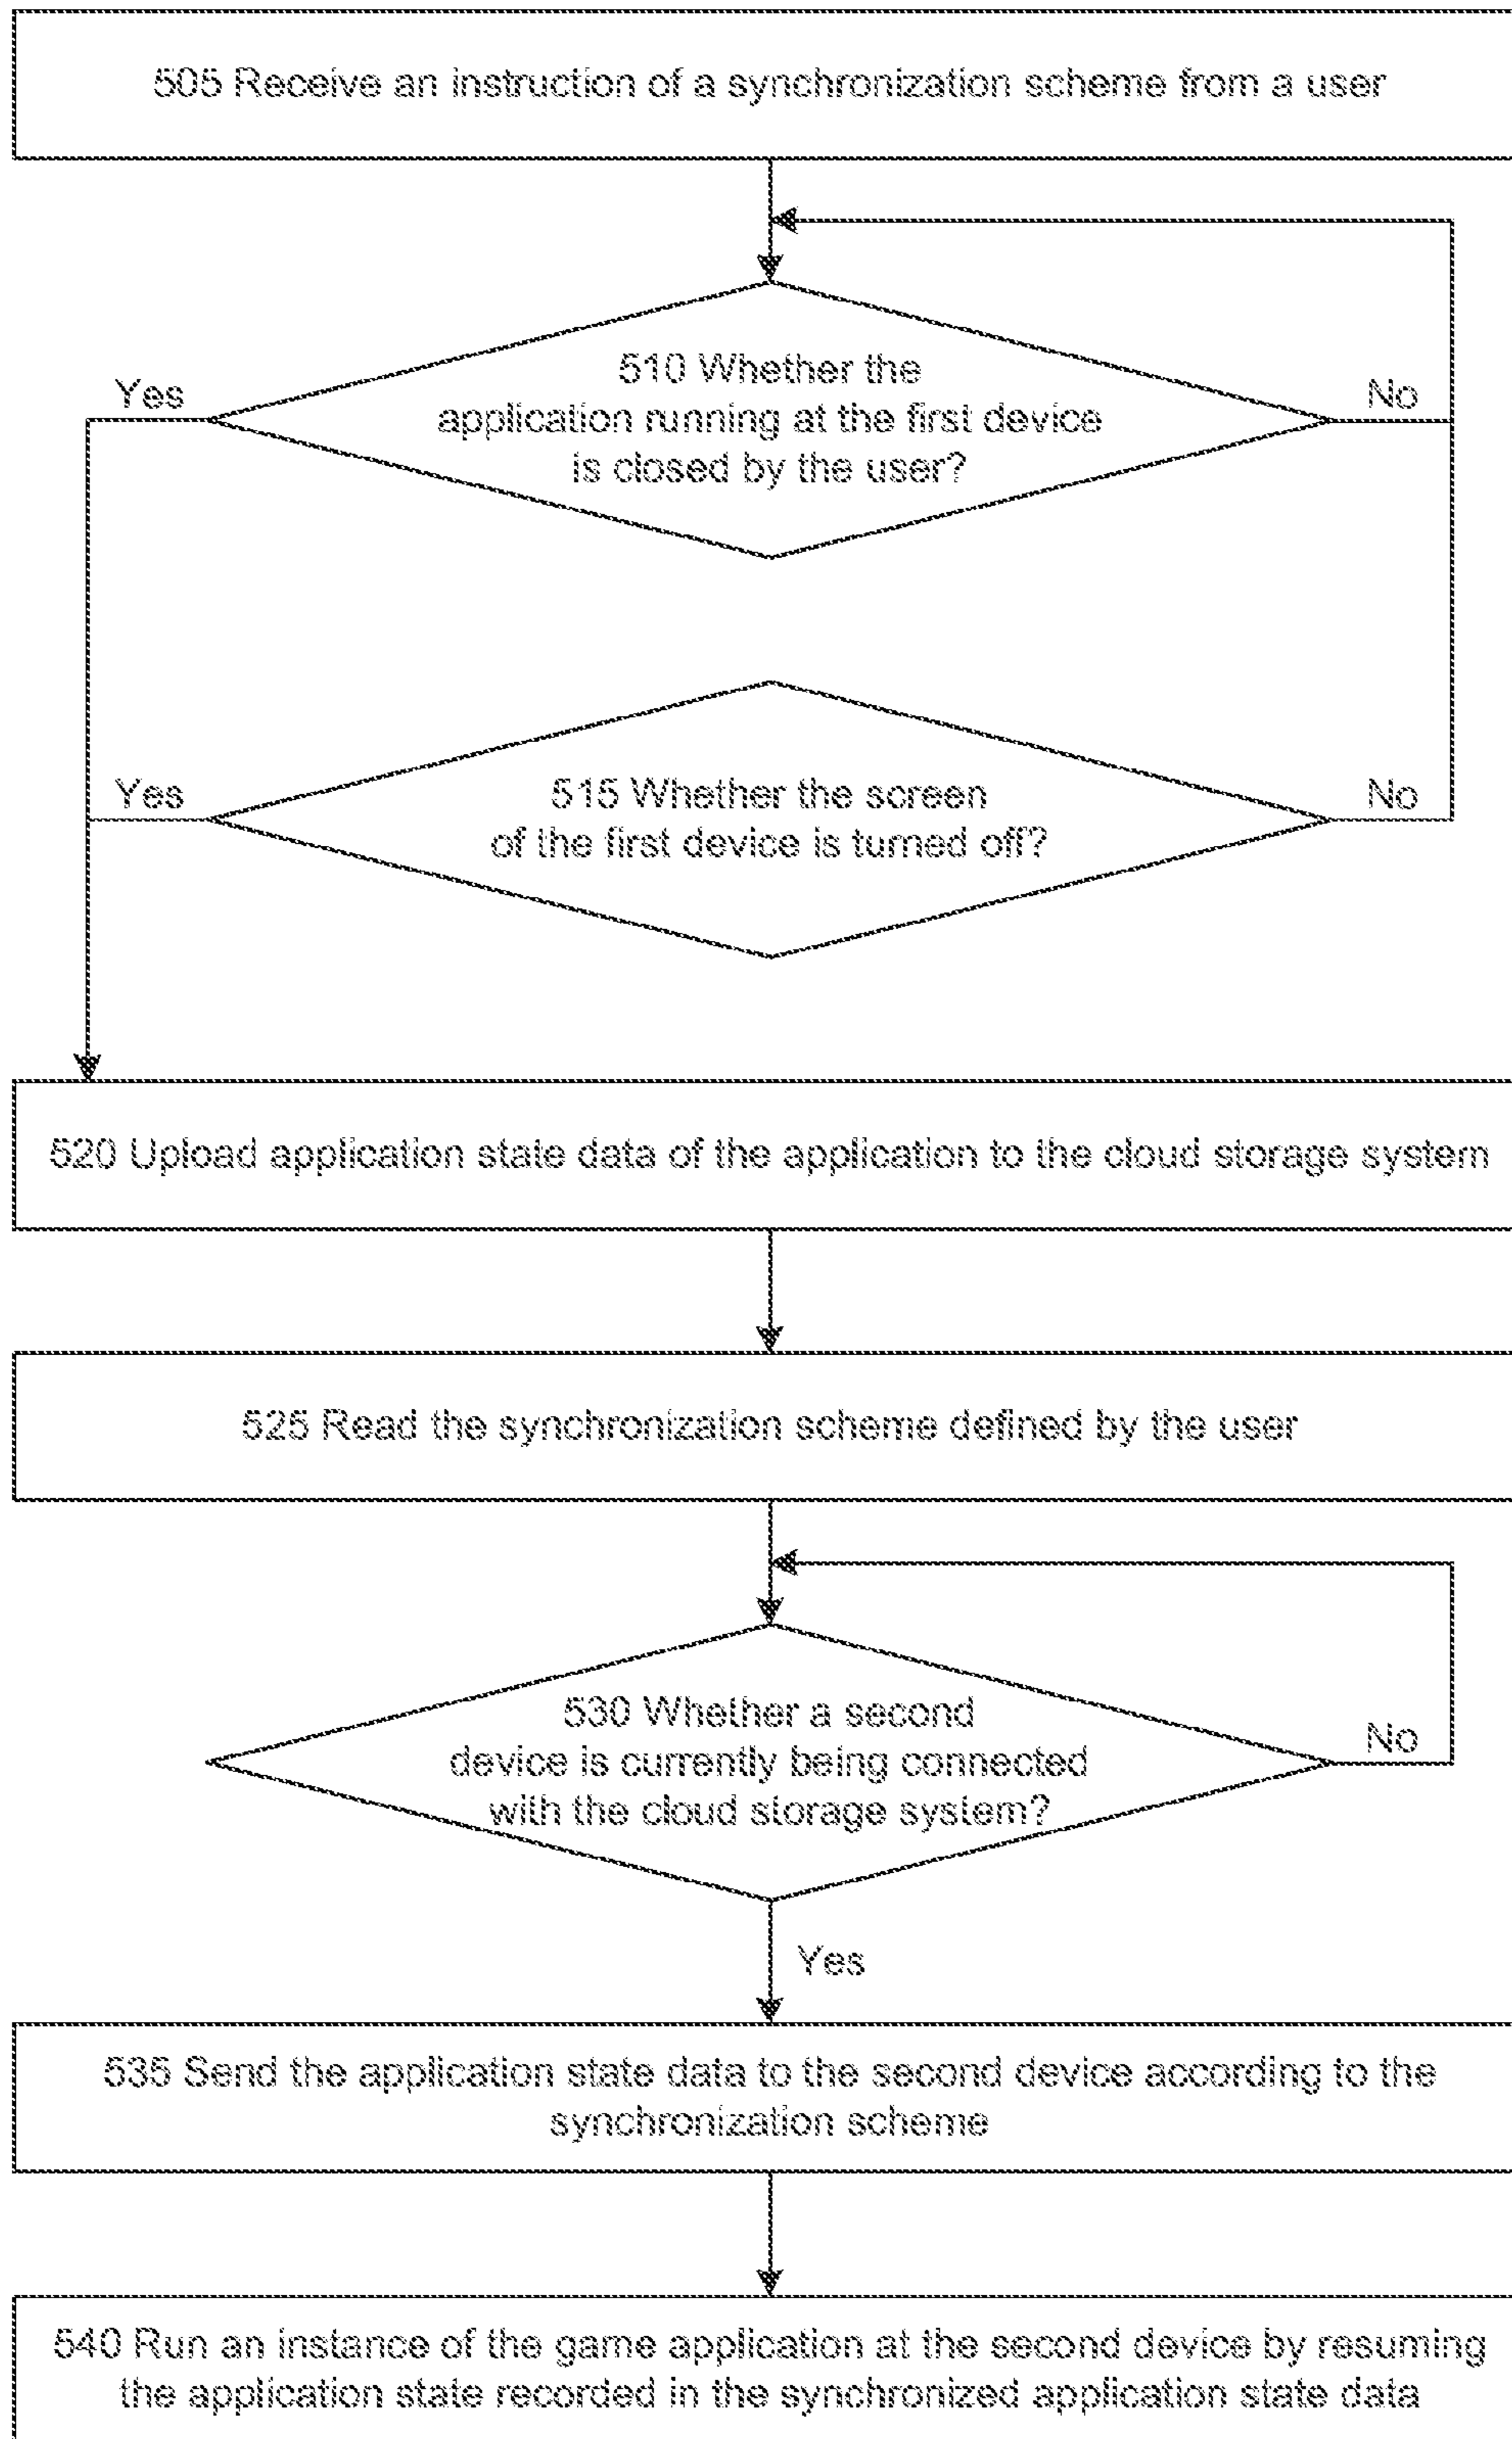 505 Receive an instruction of a synchronization scheme from a user
510 Whether the
Yes
No
application running at the first device
is closed by the user?
515 Whether the screen
Yes
No
of the first device is turned off?
520 Upload application state data of the application to the cloud storage system
525 Read the synchronization scheme defined by the user
530 Whether a second
No
device is currently being connected
with the cloud storage system?
Yes
535 Send the application state data to the second device according to the
synchronization scheme
540 Run an instance of the game application at the second device by resuming
the application state recorded in the synchronized application state data